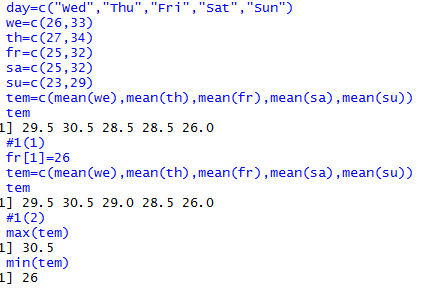 day=c("Wed","Thu","Fri","Sat","Sun")
we=c(26,33)
th=c(27,34)
fr=c(25,32)
sa=c(25,32)
su=c(23,29)
tem=c(mean(we),mean(th),mean(fr),mean(sa),mean(su))
tem
1] 29.5 30.5 28.5 28.5 26.0
#1(1)
fr[1]=26
tem=c(mean(we),mean(th),mean(fr),mean(sa),mean(su))
tem
1] 29.5 30.5 29.0 28.5 26.0
#1(2)
max(tem)
1] 30.5
min(tem)
1] 26